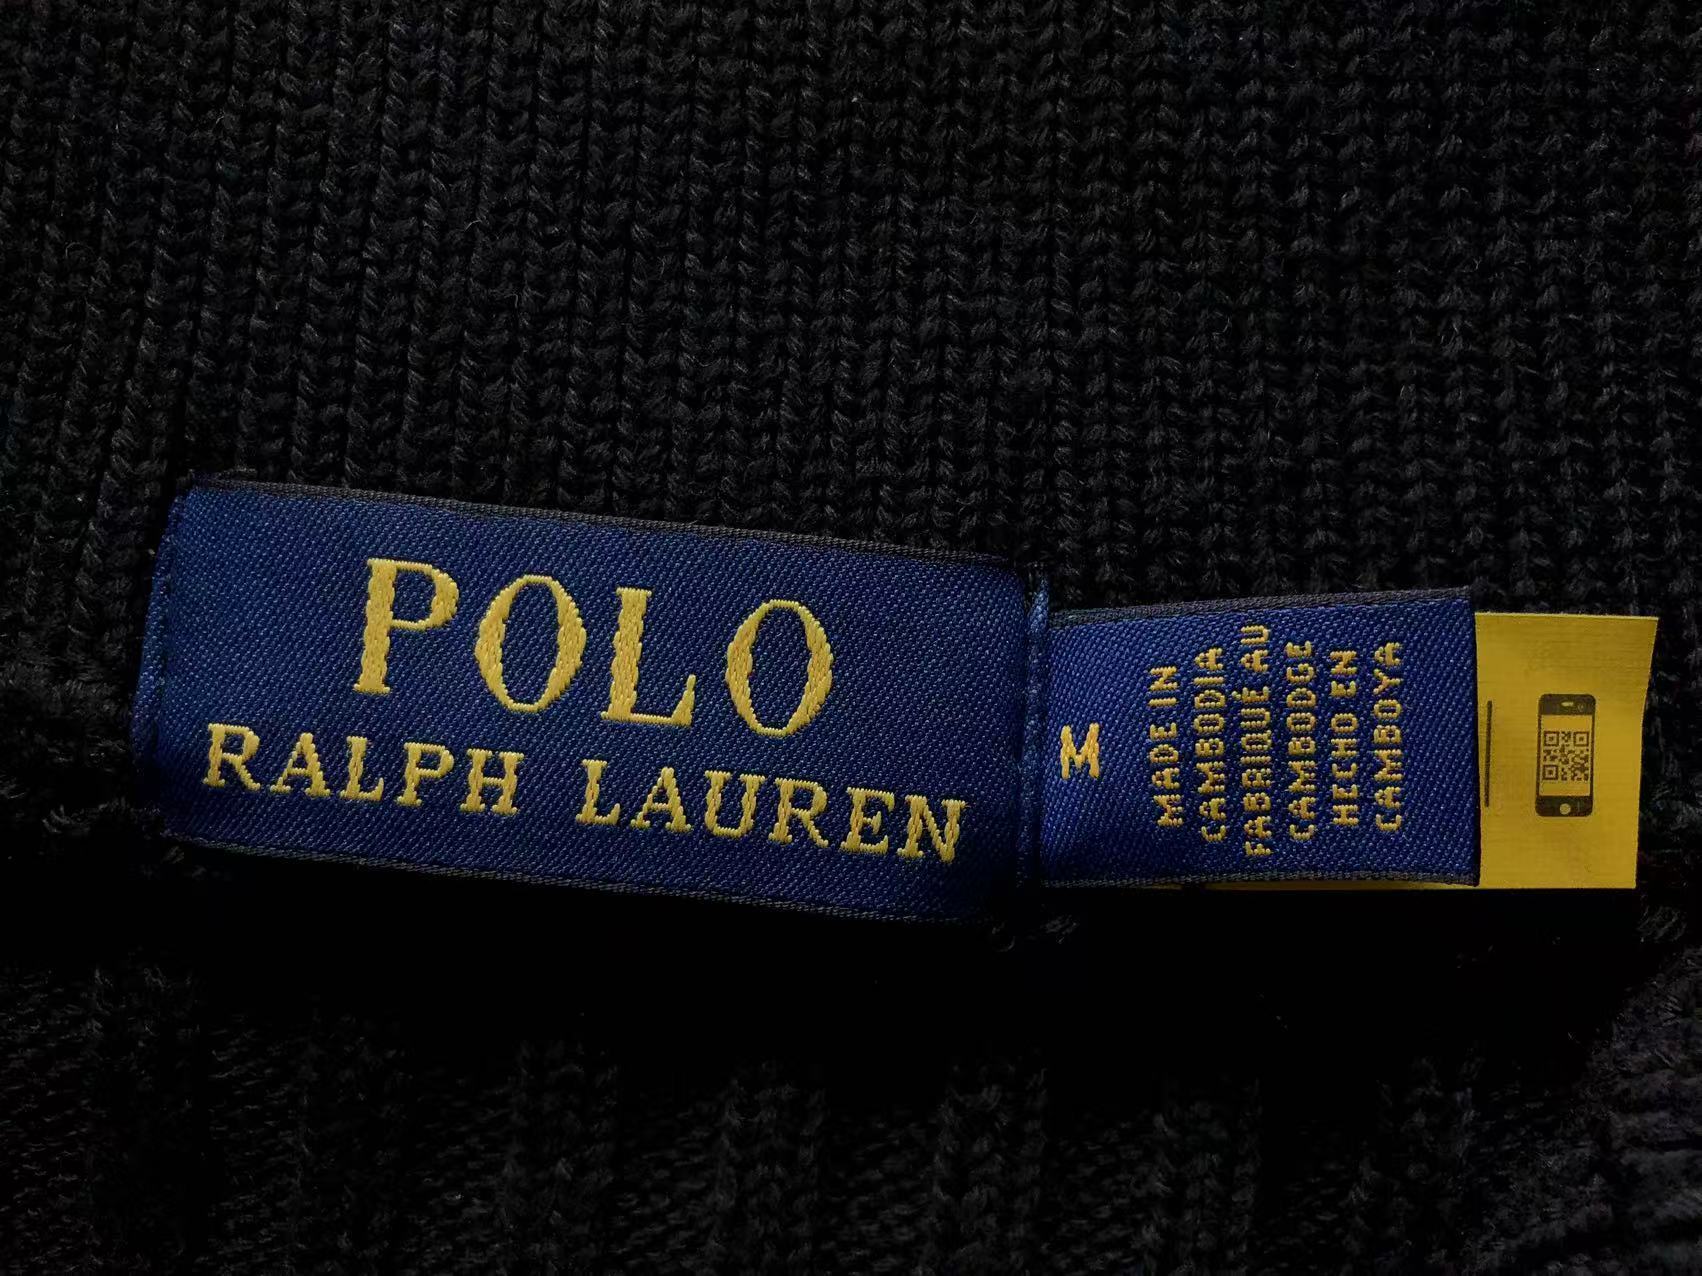 POLO
RALPH LAUREN
M
MADE IN
CAMBODIA
FABRIQUÉ AU
CAMBODGE
HECHO EN
CAMBOYA